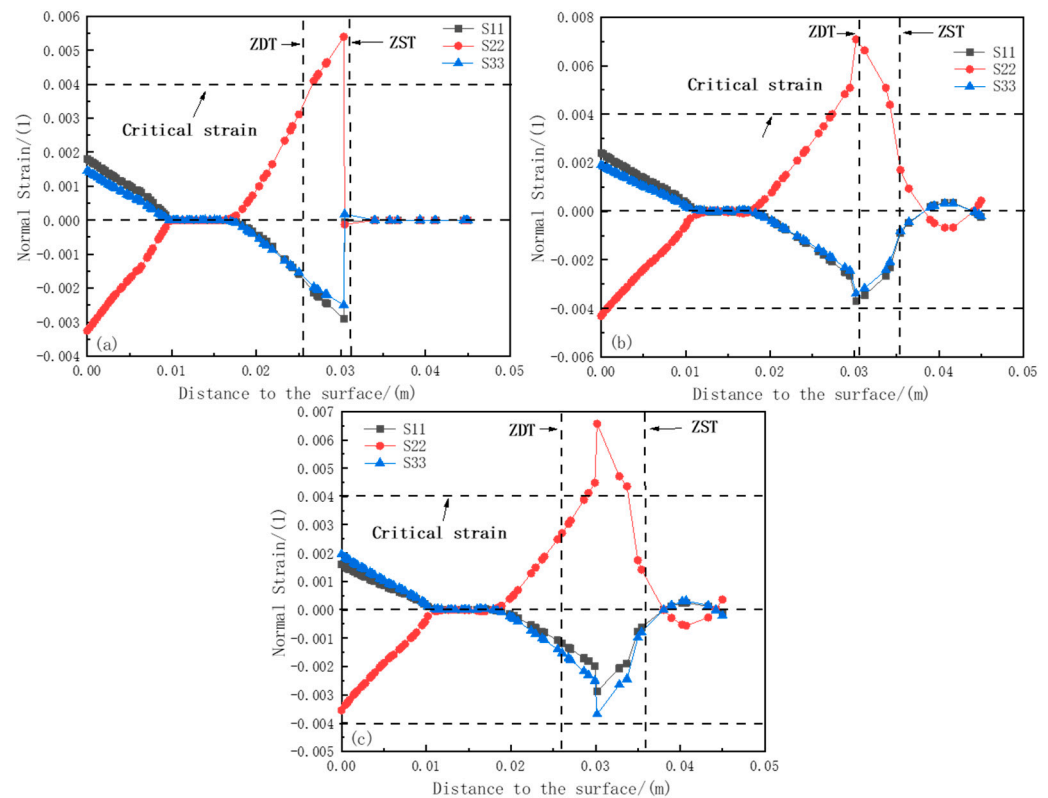 0.006
0.005
0.004
0.003
0.002
0.001
0.000
-0.001
-0.002
-0.003
-0.004
Normal Strain/(1)
ZDT
ZST
S11
S22
S33
Critical strain
(a)
0.00 0.01 0.02 0.03 0.04 0.05
Distance to the surface/(m)
0.008
0.006
0.004
0.002
0.000
-0.002
-0.004
-0.006
Normal Strain/(1)
ZDT
ZST
S11
S22
S33
Critical strain
(b)
0.00 0.01 0.02 0.03 0.04 0.05
Distance to the surface/(m)
0.007
0.006
0.005
0.004
0.003
0.002
0.001
0.000
-0.001
-0.002
-0.003
-0.004
-0.005
Normal Strain/(1)
S11
S22
S33
ZDT
ZST
Critical strain
(c)
0.00 0.01 0.02 0.03 0.04 0.05
Distance to the surface/(m)